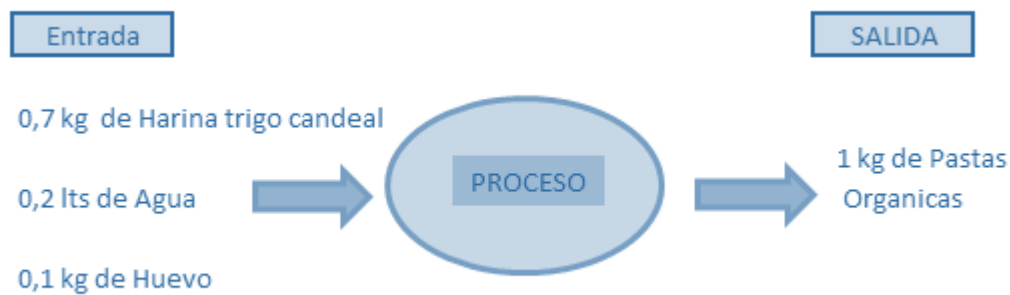 Entrada
SALIDA
0,7 kg de Harina trigo candeal
0,2 lts de Agua
0,1 kg de Huevo
PROCESO
1 kg de Pastas
Organicas